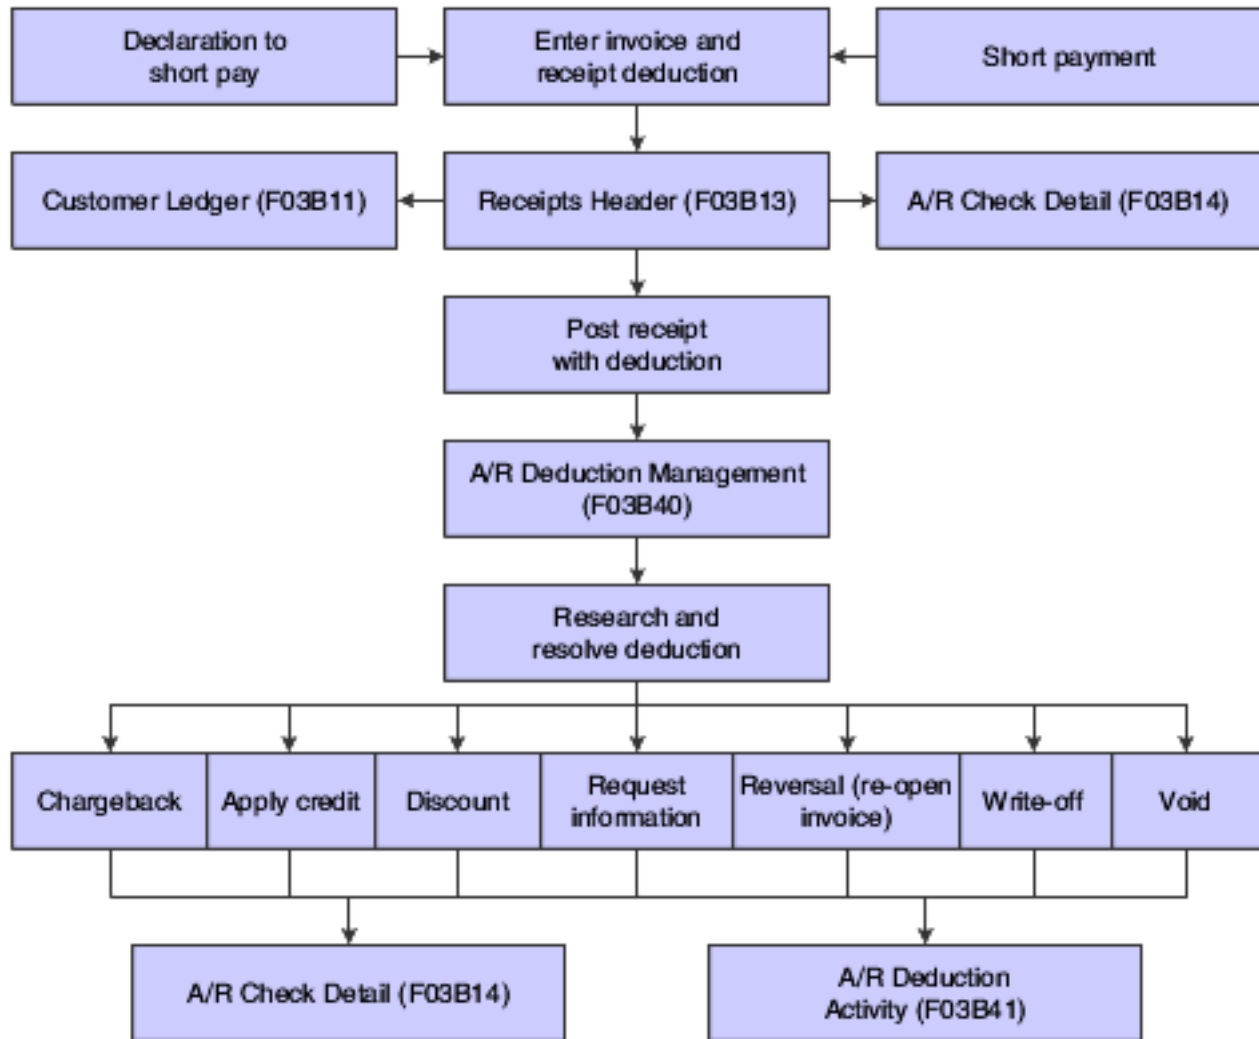 Declaration to
short pay
Enter invoice and
receipt deduction
Short payment
Customer Ledger (F03B11)
Receipts Header (F03B13)
A/R Check Detail (F03B14)
Post receipt
with deduction
A/R Deduction Management
(F03B40)
Research and
resolve deduction
Chargeback
Apply credit
Discount
Request
information
Reversal (re-open
invoice)
Write-off
Void
A/R Check Detail (F03B14)
A/R Deduction
Activity (F03B41)